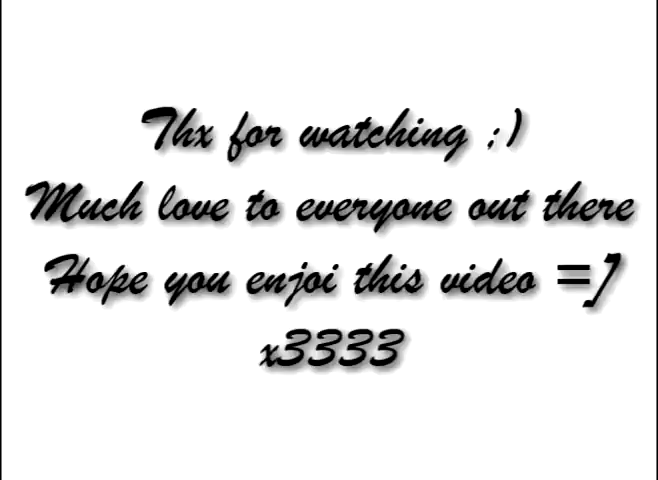 Thx for watching ;)
Much love to everyone out there
Hope you enjoi this video =]
x3333